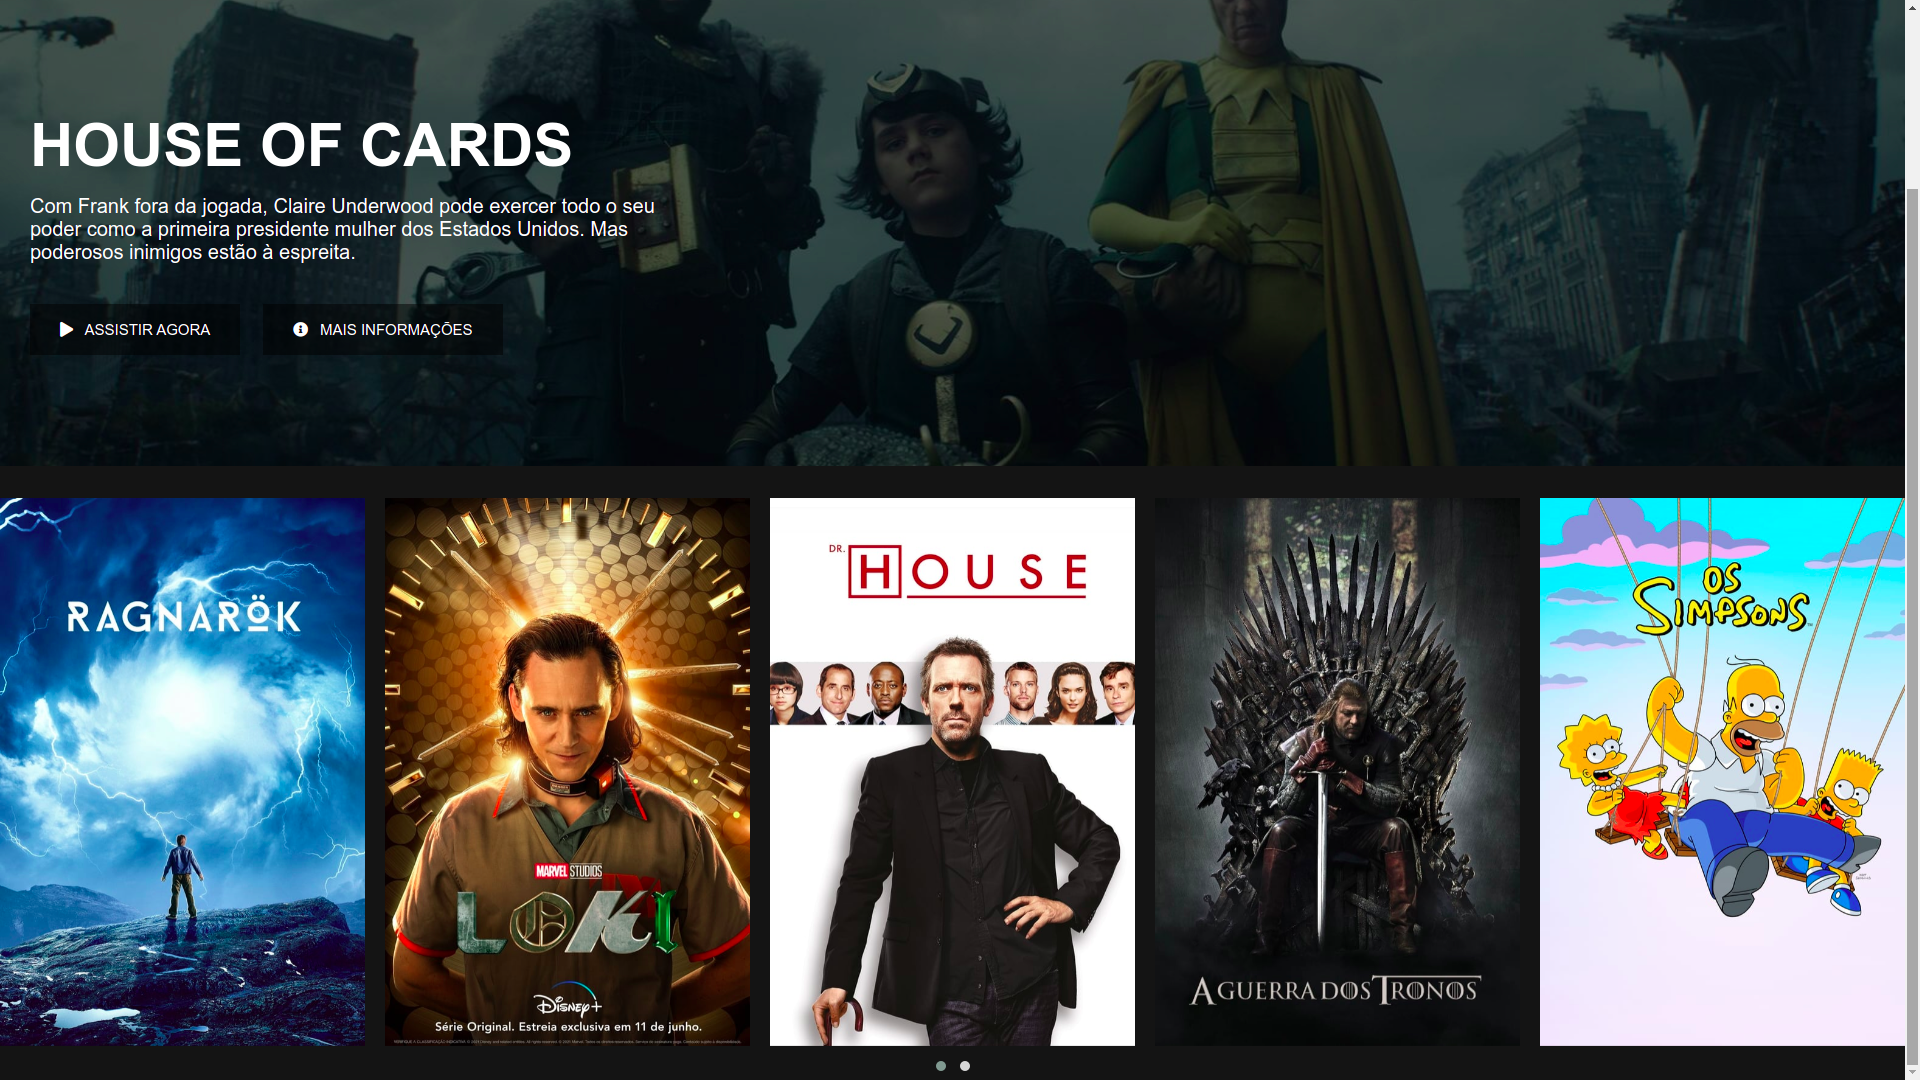 HOUSE OF CARDS
Com Frank fora da jogada, Claire Underwood pode exercer todo o seu
poder como a primeira presidente mulher dos Estados Unidos. Mas
poderosos inimigos estão à espreita.
ASSISTIR AGORA
MAIS INFORMAÇÕES
RAGNARÖK
MARVEL STUDIOS
LOKI
Disney+
Série Original. Estreia exclusiva em 11 de junho.
DR. HOUSE
A GUERRA DOS TRONOS
OS
SIMPSONS